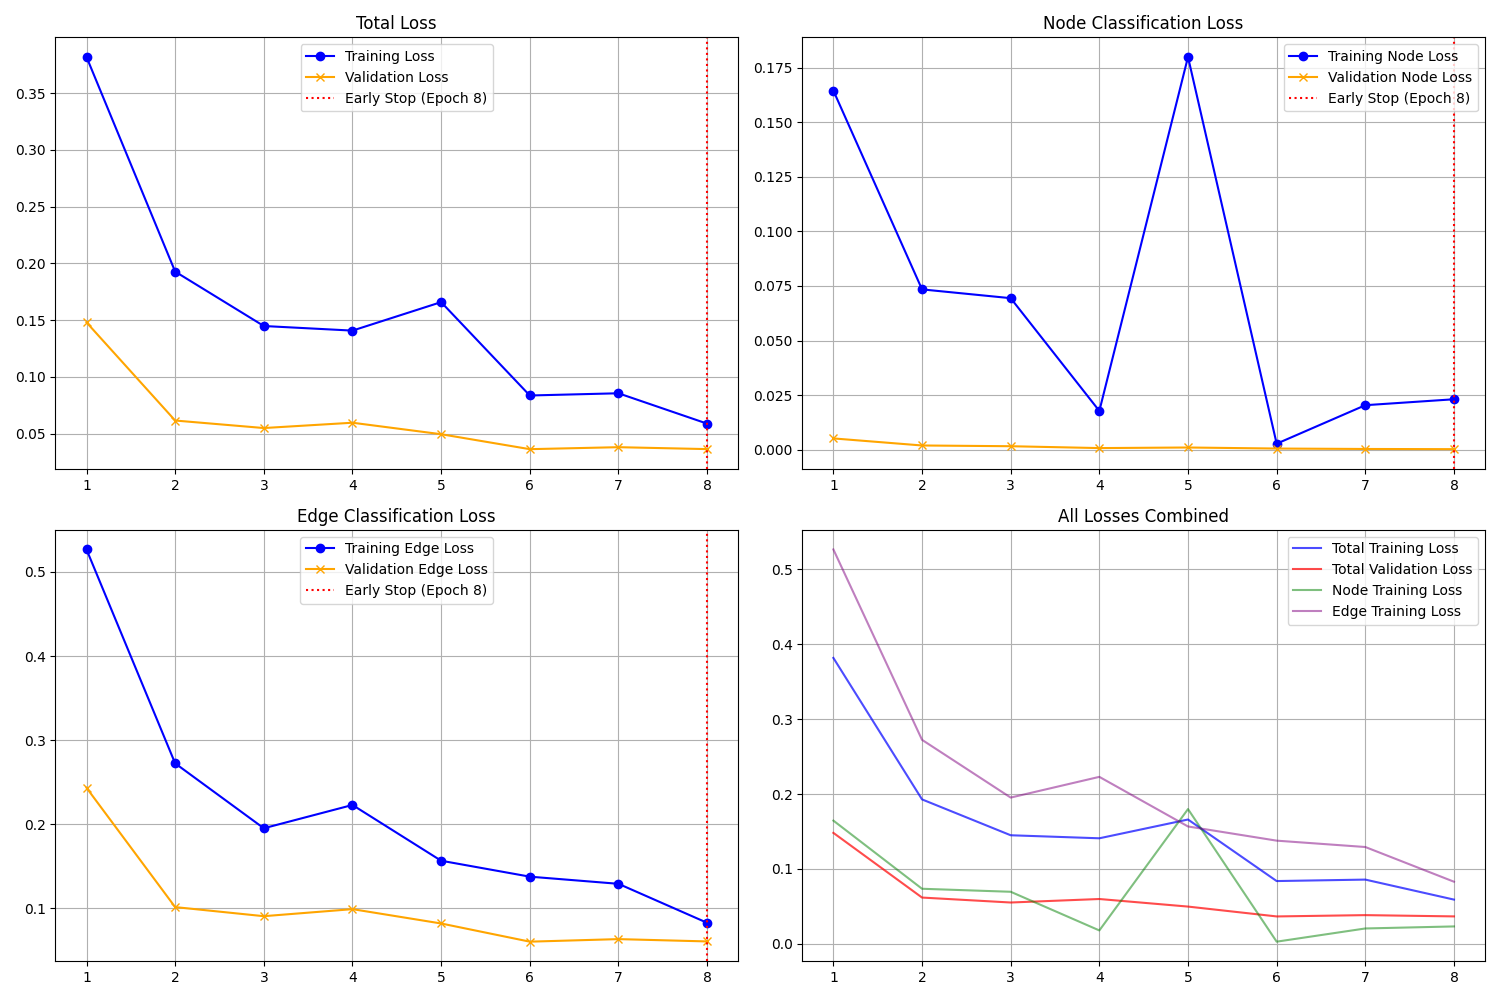 Total Loss
Training Loss
Validation Loss
Early Stop (Epoch 8)
0.35
0.30
0.25
0.20
0.15
0.10
0.05
1 2 3 4 5 6 7 8
Node Classification Loss
Training Node Loss
Validation Node Loss
Early Stop (Epoch 8)
0.175
0.150
0.125
0.100
0.075
0.050
0.025
0.000
1 2 3 4 5 6 7 8
Edge Classification Loss
Training Edge Loss
Validation Edge Loss
Early Stop (Epoch 8)
0.5
0.4
0.3
0.2
0.1
1 2 3 4 5 6 7 8
All Losses Combined
Total Training Loss
Total Validation Loss
Node Training Loss
Edge Training Loss
0.5
0.4
0.3
0.2
0.1
0.0
1 2 3 4 5 6 7 8